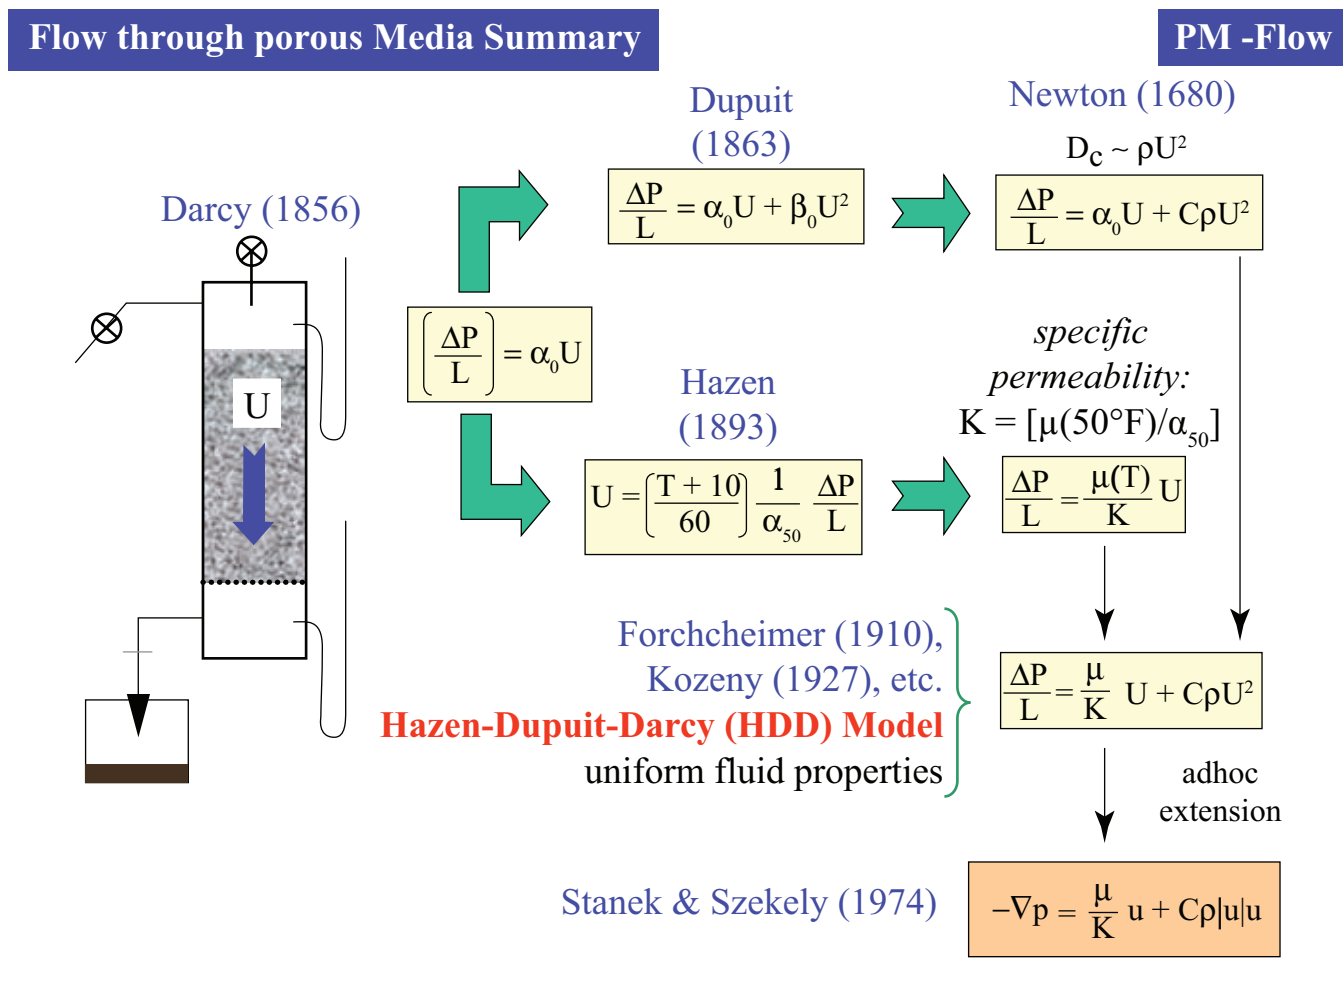 Flow through porous Media Summary
PM -Flow
Darcy (1856)
U
(ΔP/L) = α₀U
Dupuit
(1863)
ΔP/L = α₀U + β₀U²
Newton (1680)
D_C ~ ρU²
ΔP/L = α₀U + CρU²
Hazen
(1893)
U = (T + 10/60) 1/α₅₀ ΔP/L
specific
permeability:
K = [μ(50°F)/α₅₀]
ΔP/L = μ(T)/K U
Forchcheimer (1910),
Kozeny (1927), etc.
Hazen-Dupuit-Darcy (HDD) Model
uniform fluid properties
ΔP/L = μ/K U + CρU²
adhoc
extension
Stanek & Szekely (1974)
−∇p = μ/K u + Cρ|u|u